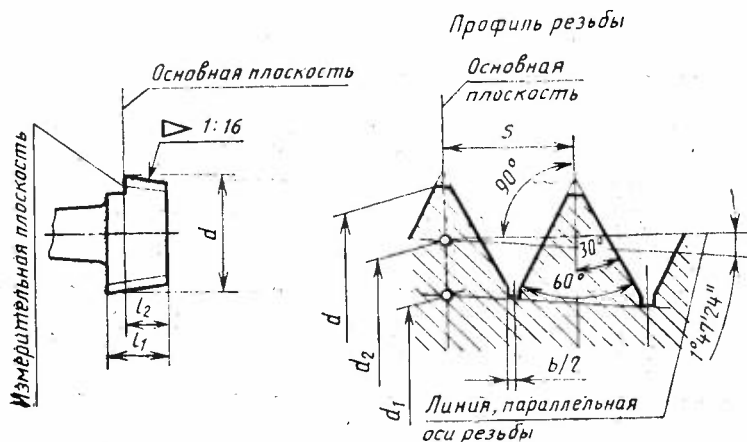 Профиль резьбы
Основная плоскость
1:16
Измерительная плоскость
d
l₂
l₁
Основная
плоскость
S
90°
30°
60°
1°47'24"
d
d₂
d₁
b/2
Линия, параллельная
оси резьбы